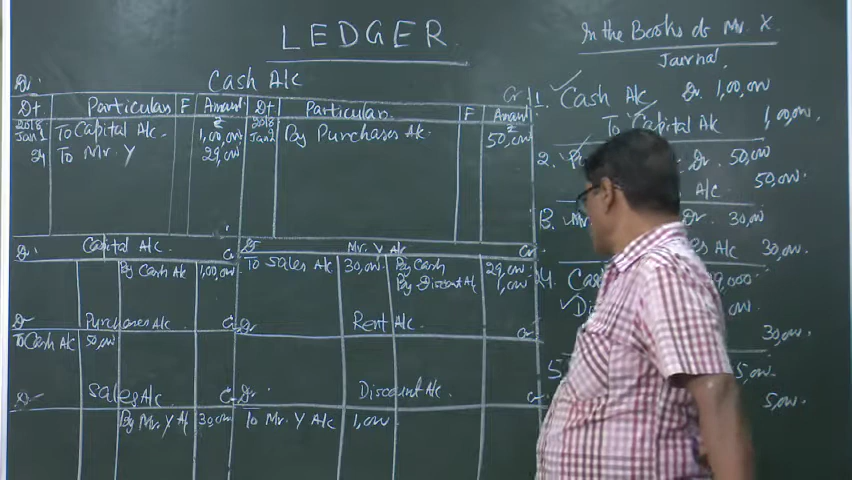 LEDGER
Dr. Cash A/c Cr
Dt Particulars F Amount Dt Particulars F Amount
2018 ₹ 2018 ₹
Jan 1 To Capital A/c. 1,00,000 Jan 2 By Purchases A/c. 50,000
24 To Mr. Y 29,000
Dr. Capital A/c. Cr
By Cash A/c 1,00,000
Dr Mr. Y A/c Cr
To Sales A/c 30,000 By Cash 29,000
By Discount A/c 1,000
Dr Purchases A/c Cr
To Cash A/c 50,000
Dr Rent A/c. Cr
Dr Sales A/c Cr
By Mr. Y A/c 30,000
Dr. Discount A/c. Cr
To Mr. Y A/c 1,000
In the Books of Mr. X
Journal
1. Cash A/c Dr. 1,00,000
To Capital A/c 1,00,000
2. Dr. 50,000
A/c 50,000
3. Mr. Dr. 30,000
A/c 30,000
4. Cas
30,000
5. 5,000
5,000